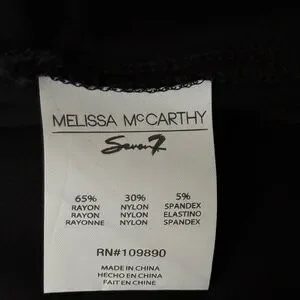 MELISSA McCARTHY
Seven7
65% 30% 5%
RAYON NYLON SPANDEX
RAYON NYLON ELASTINO
RAYONNE NYLON SPANDEX
RN#109890
MADE IN CHINA
HECHO EN CHINA
FAIT EN CHINE